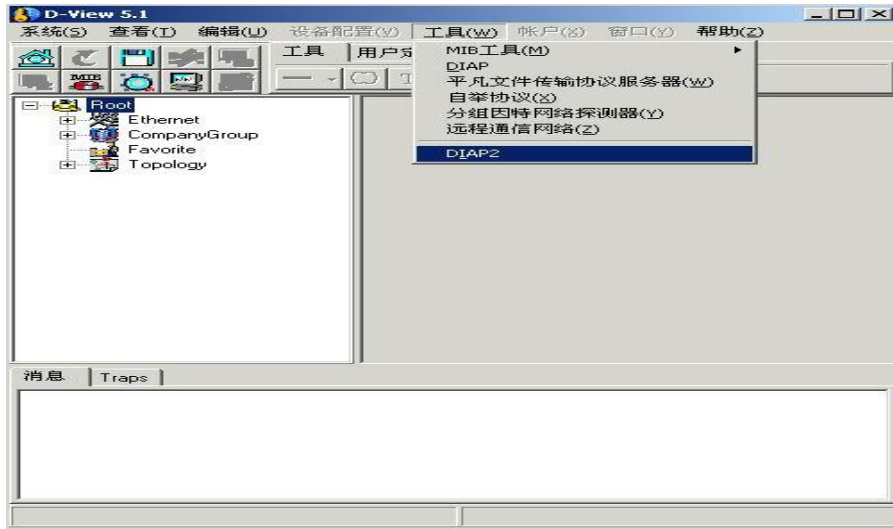 D-View 5.1
系统(S) 查看(T) 编辑(U) 设备配置(V) 工具(W) 帐户(X) 窗口(Y) 帮助(Z)
工具 用户定
MIB
T
MIB工具(M)
DIAP
平凡文件传输协议服务器(W)
自举协议(X)
分组因特网络探测器(Y)
远程通信网络(Z)
DIAP2
Root
Ethernet
CompanyGroup
Favorite
Topology
消息 Traps